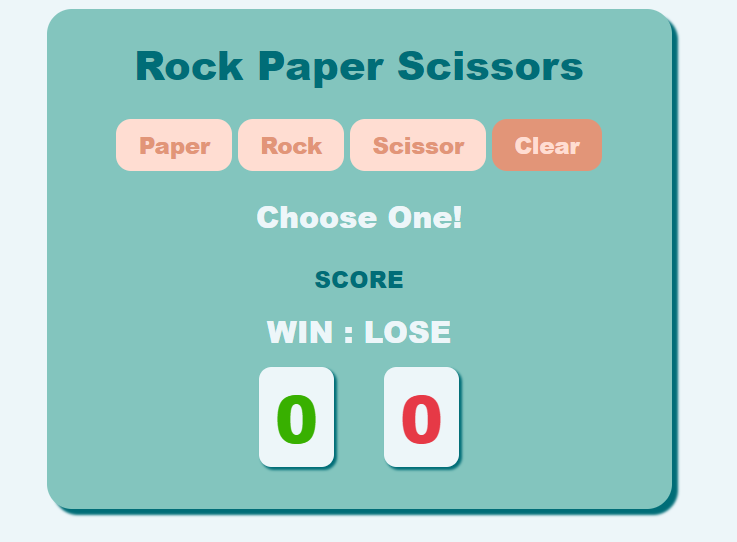 Rock Paper Scissors
Paper Rock Scissor Clear
Choose One!
SCORE
WIN : LOSE
0 0